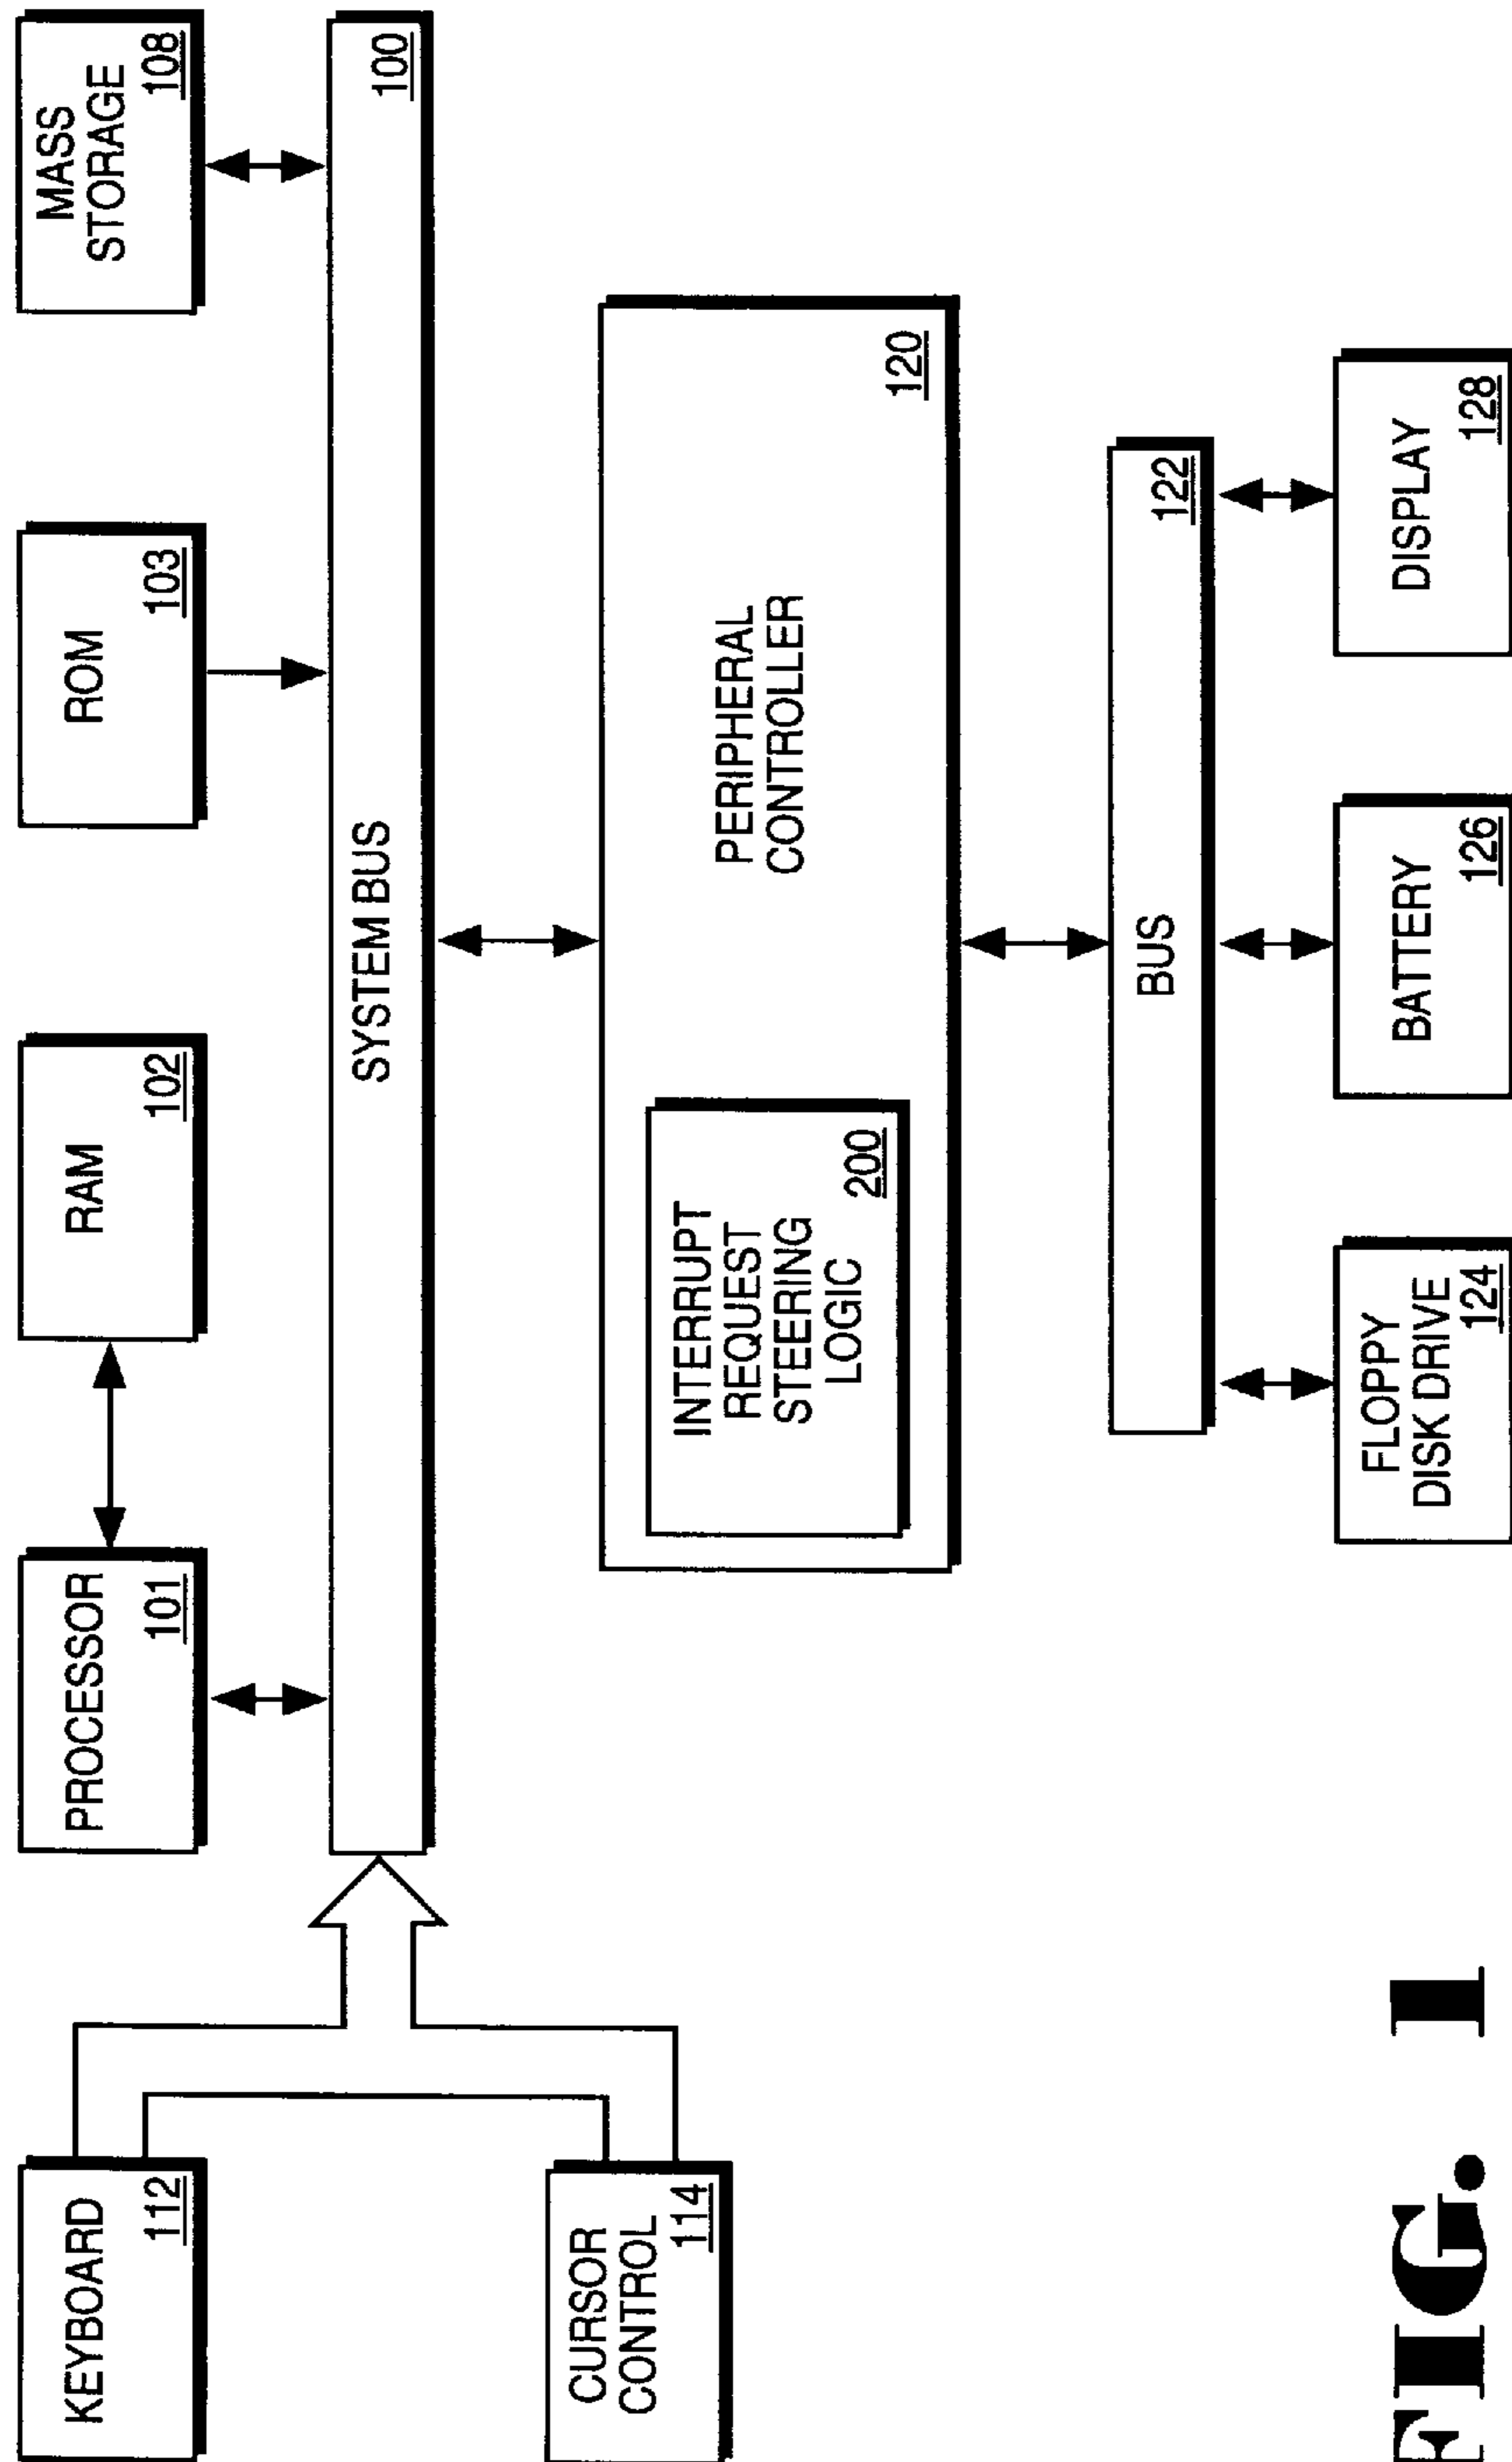 KEYBOARD
112
PROCESSOR
101
RAM
102
ROM
103
MASS
STORAGE
108
SYSTEM BUS
100
CURSOR
CONTROL
114
INTERRUPT
REQUEST
STEERING
LOGIC
200
PERIPHERAL
CONTROLLER
120
BUS
122
FLOPPY
DISK DRIVE
124
BATTERY
126
DISPLAY
128
FIG. 1